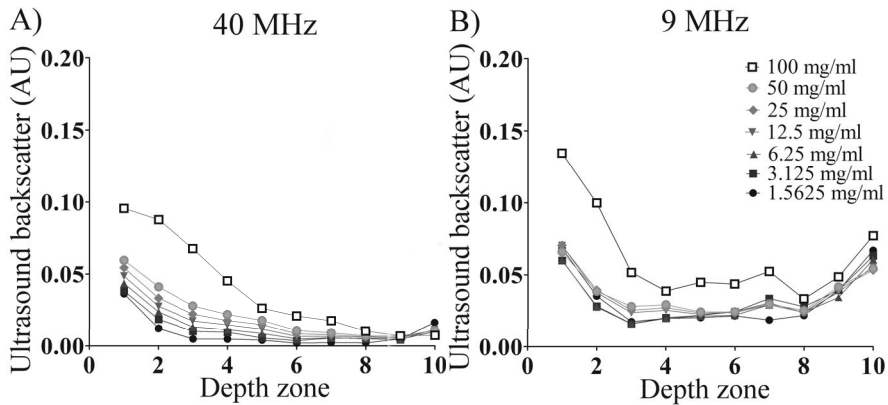 A)
40 MHz
Ultrasound backscatter (AU)
0.20
0.15
0.10
0.05
0.00
0
2
4
6
8
10
Depth zone
B)
9 MHz
Ultrasound backscatter (AU)
0.20
0.15
0.10
0.05
0.00
0
2
4
6
8
10
Depth zone
100 mg/ml
50 mg/ml
25 mg/ml
12.5 mg/ml
6.25 mg/ml
3.125 mg/ml
1.5625 mg/ml